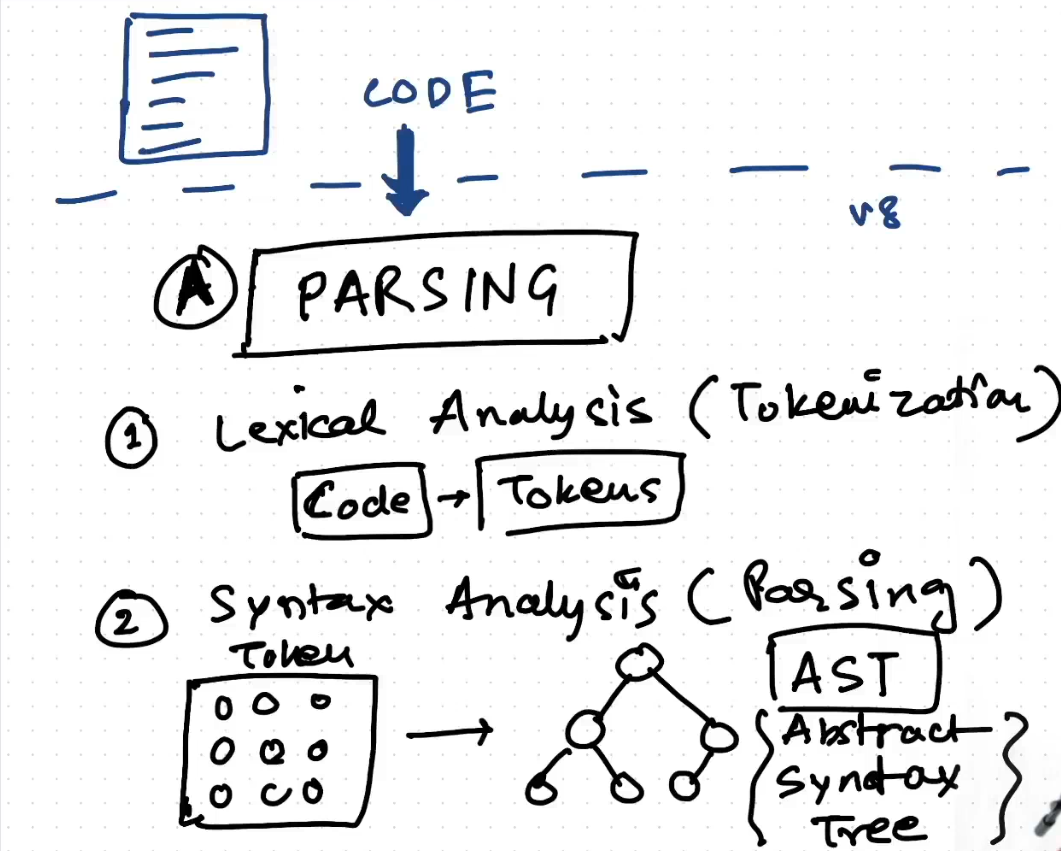 CODE
v8
A PARSING
1 Lexical Analysis (Tokenization)
Code → Tokens
2 Syntax Analysis (Parsing)
Token
AST
{Abstract
Syntax
Tree}